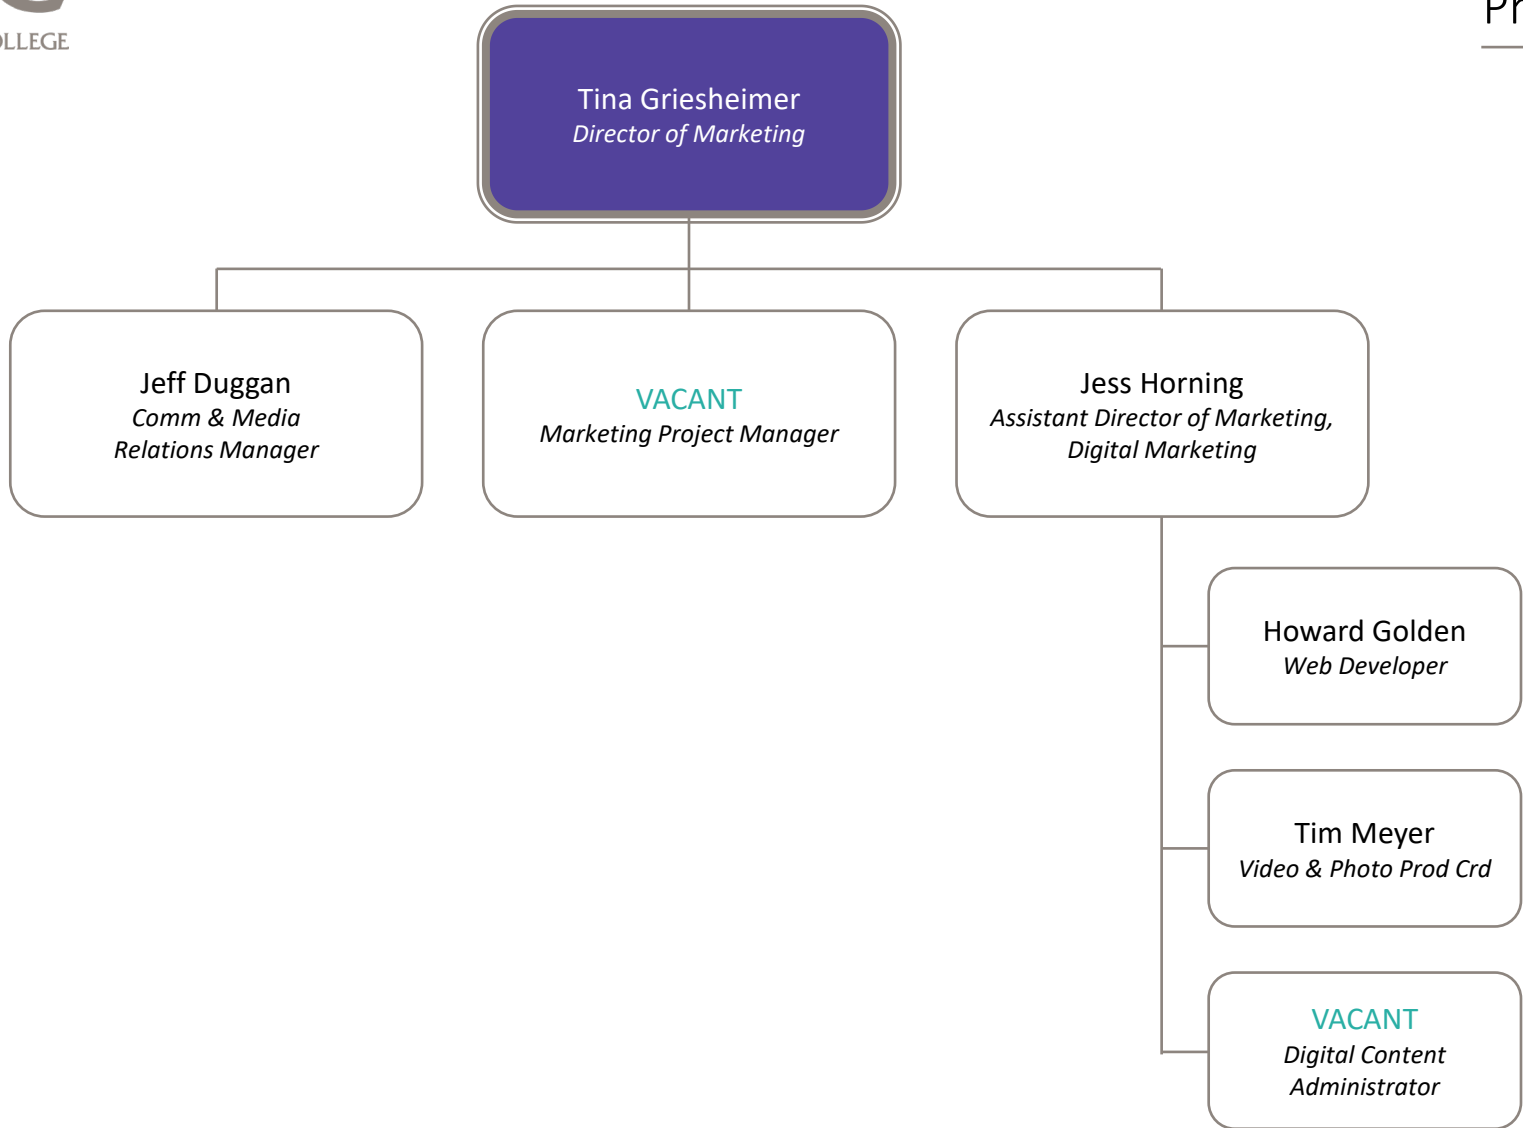 Tina Griesheimer
Director of Marketing
Jeff Duggan
Comm & Media
Relations Manager
VACANT
Marketing Project Manager
Jess Horning
Assistant Director of Marketing,
Digital Marketing
Howard Golden
Web Developer
Tim Meyer
Video & Photo Prod Crd
VACANT
Digital Content
Administrator